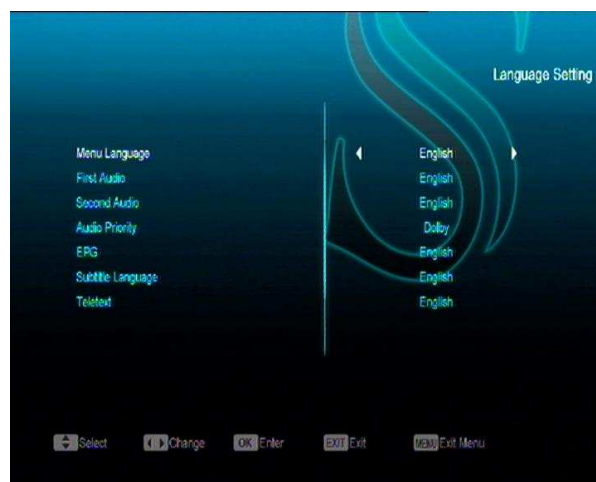 Language Setting
Menu Language English
First Audio English
Second Audio English
Audio Priority Dolby
EPG English
Subtitle Language English
Teletext English
Select Change OK Enter EXIT Exit MENU Exit Menu